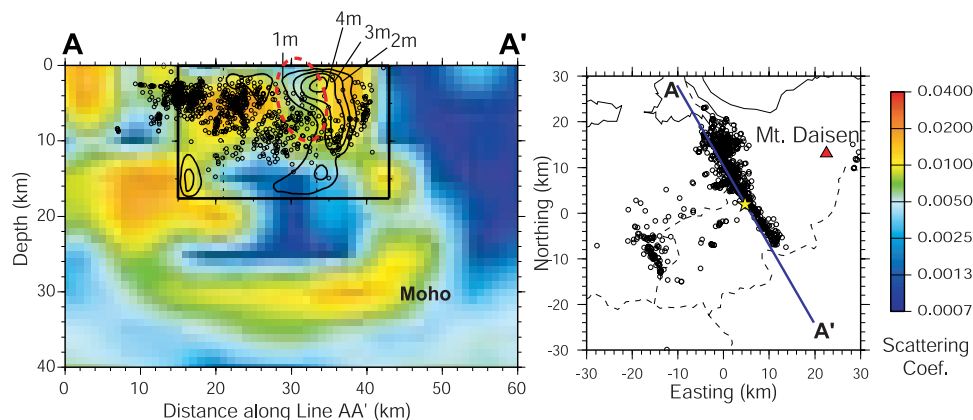 A
A'
1m
4m
3m
2m
0
10
20
30
40
Depth (km)
Moho
0 10 20 30 40 50 60
Distance along Line AA' (km)
30
20
10
0
-10
-20
-30
Northing (km)
A
Mt. Daisen
A'
-30 -20 -10 0 10 20 30
Easting (km)
0.0400
0.0200
0.0100
0.0050
0.0025
0.0013
0.0007
Scattering
Coef.